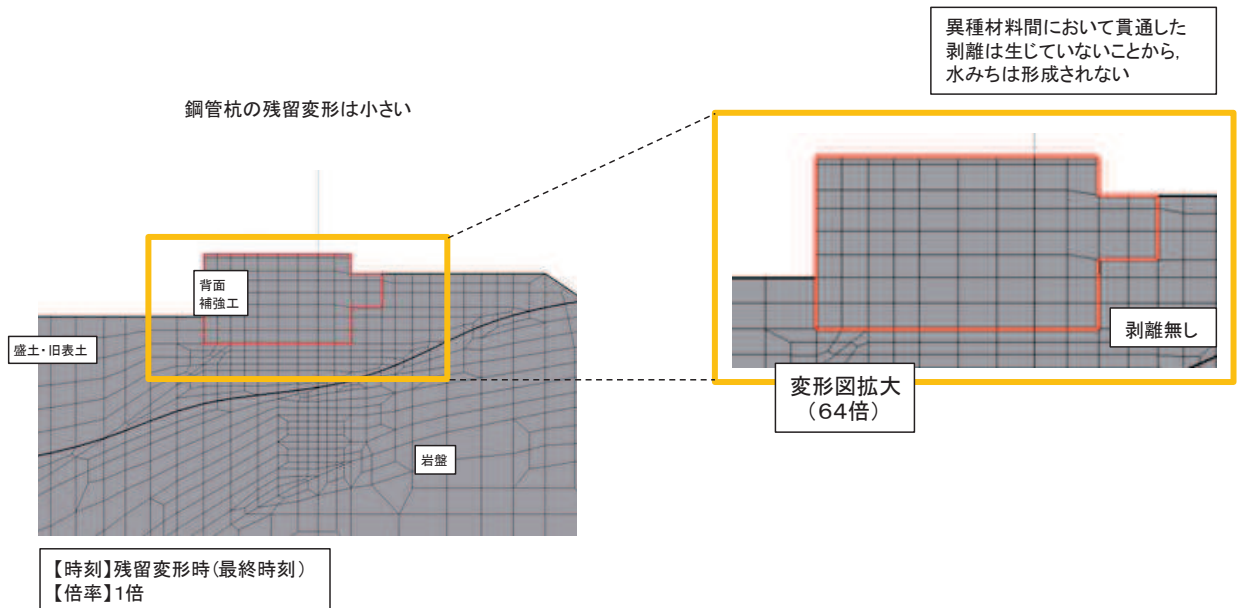 異種材料間において貫通した
剥離は生じていないことから,
水みちは形成されない
鋼管杭の残留変形は小さい
背面
補強工
盛土・旧表土
岩盤
剥離無し
変形図拡大
（64倍）
【時刻】残留変形時(最終時刻)
【倍率】1倍